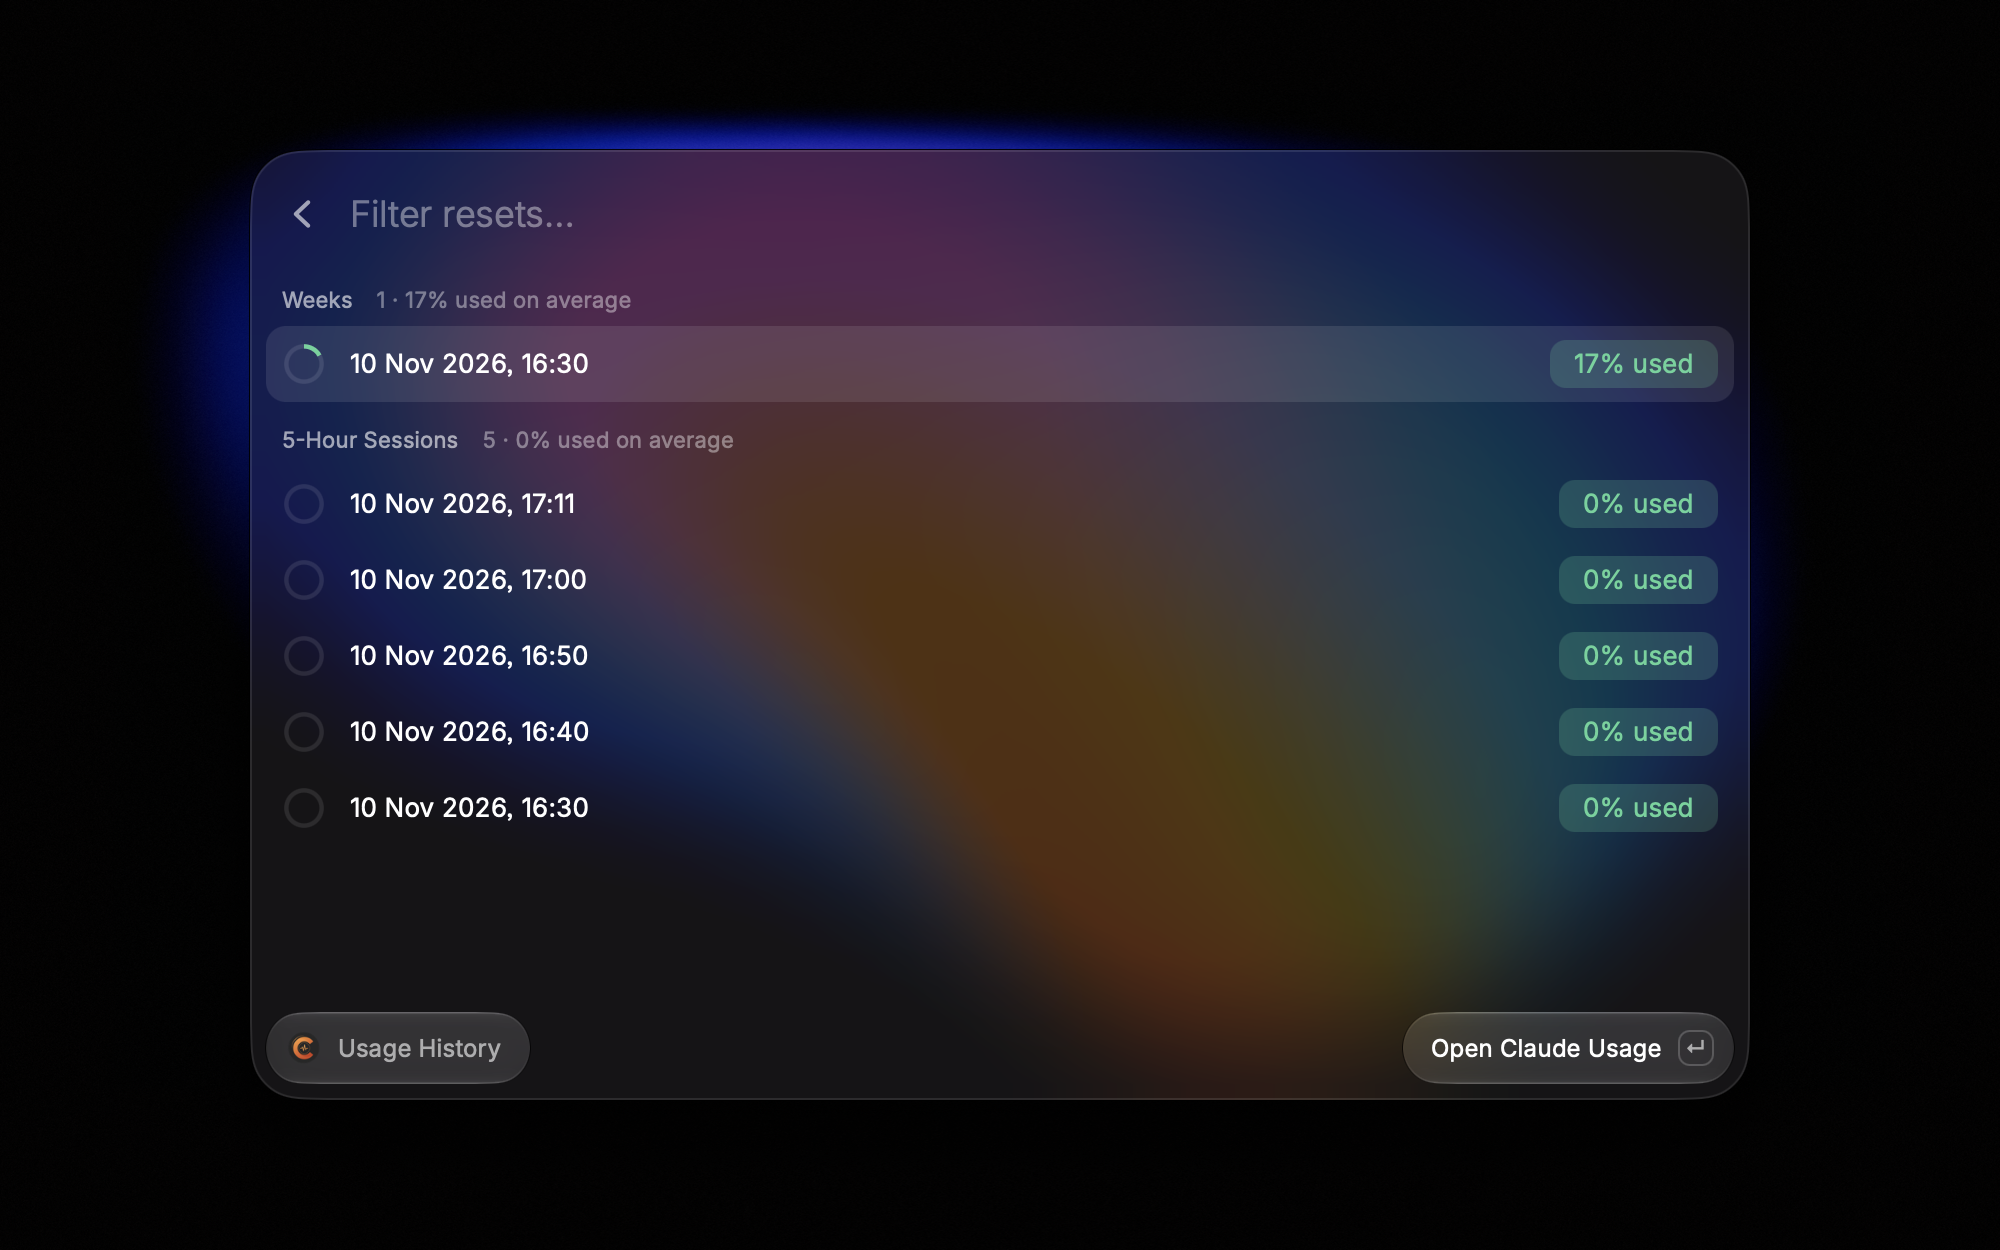 Filter resets...
Weeks 1 · 17% used on average
10 Nov 2026, 16:30 17% used
5-Hour Sessions 5 · 0% used on average
10 Nov 2026, 17:11 0% used
10 Nov 2026, 17:00 0% used
10 Nov 2026, 16:50 0% used
10 Nov 2026, 16:40 0% used
10 Nov 2026, 16:30 0% used
Usage History Open Claude Usage